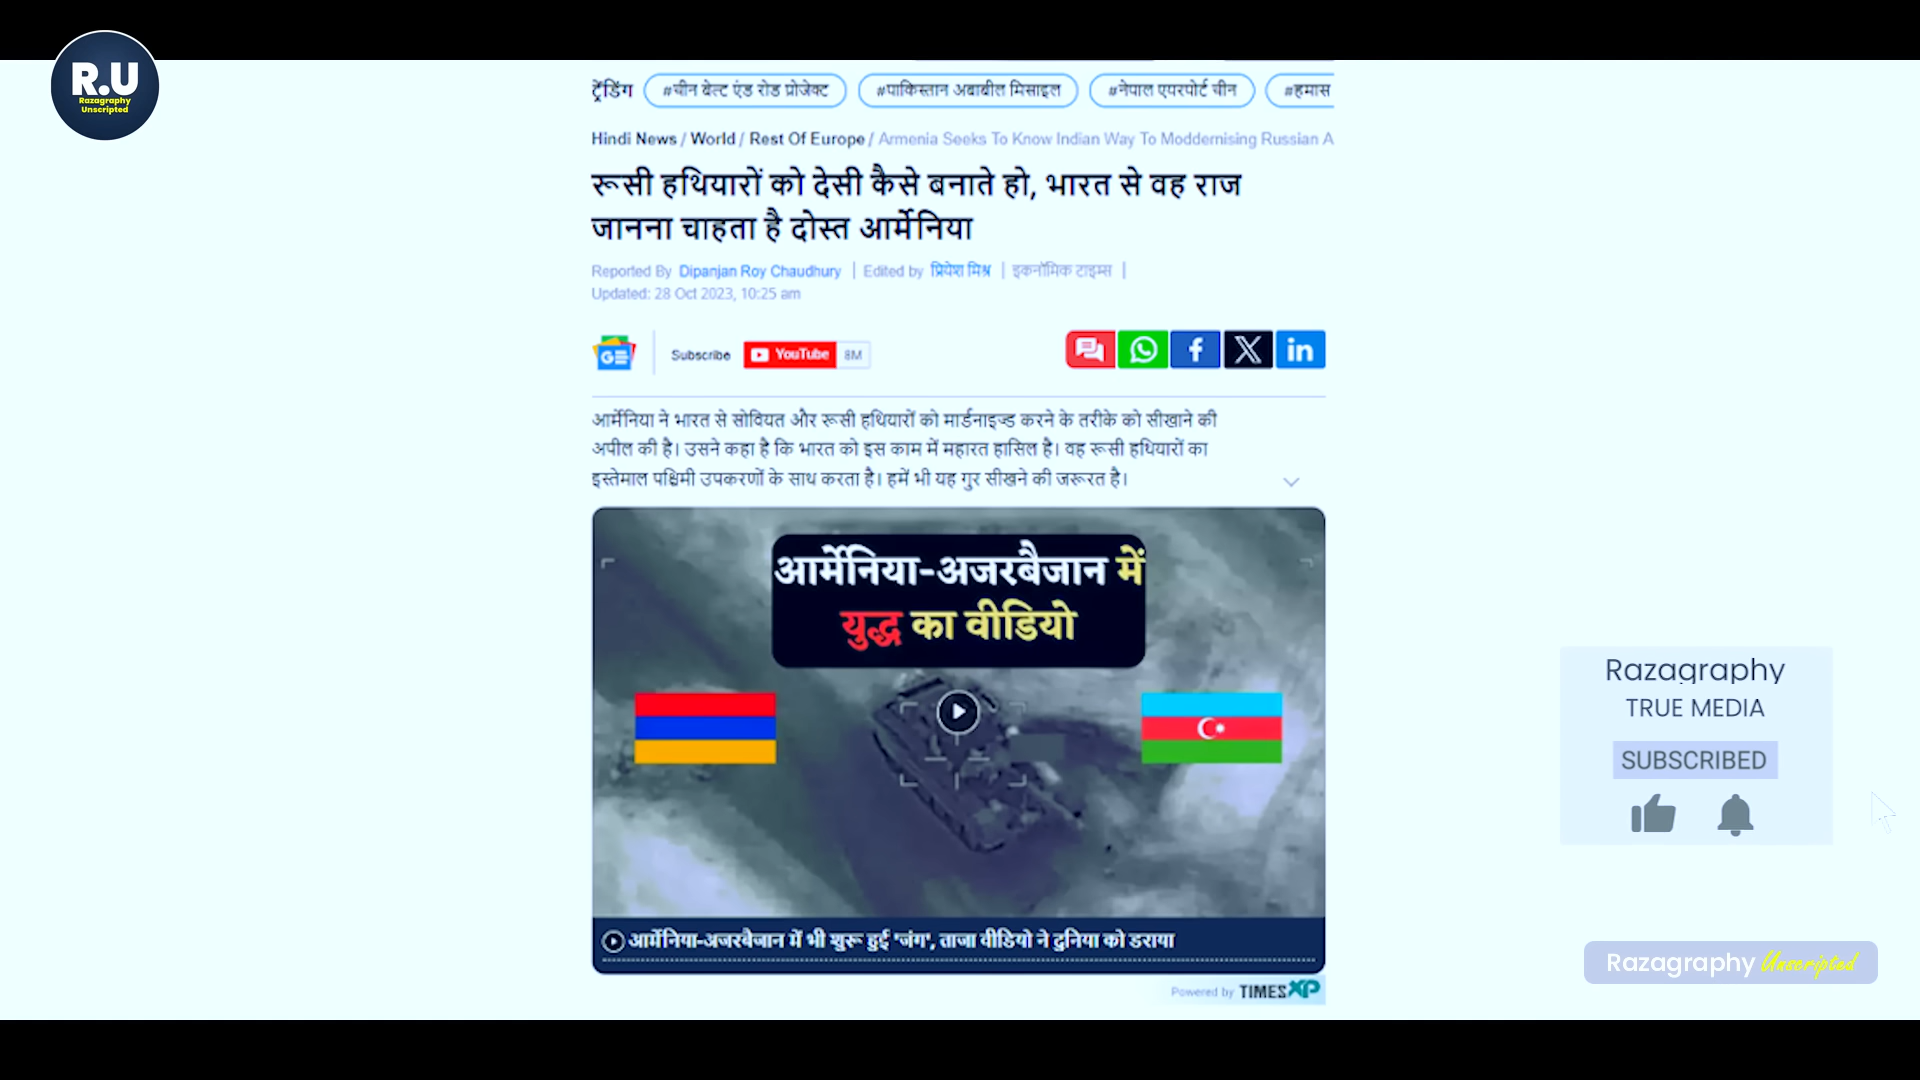 R.U
Razagraphy
Unscripted
ट्रेंडिंग #चीन बेल्ट एंड रोड प्रोजेक्ट #पाकिस्तान अबाबील मिसाइल #नेपाल एयरपोर्ट चीन #हमास
Hindi News / World / Rest Of Europe / Armenia Seeks To Know Indian Way To Moddernising Russian A
रूसी हथियारों को देसी कैसे बनाते हो, भारत से वह राज
जानना चाहता है दोस्त आर्मेनिया
Reported By Dipanjan Roy Chaudhury | Edited by प्रियेश मिश्र | इकनॉमिक टाइम्स |
Updated: 28 Oct 2023, 10:25 am
GE Subscribe YouTube 8M
आर्मेनिया ने भारत से सोवियत और रूसी हथियारों को मार्डनाइज्ड करने के तरीके को सीखाने की
अपील की है। उसने कहा है कि भारत को इस काम में महारत हासिल है। वह रूसी हथियारों का
इस्तेमाल पश्चिमी उपकरणों के साथ करता है। हमें भी यह गुर सीखने की जरूरत है।
आर्मेनिया-अजरबैजान में
युद्ध का वीडियो
आर्मेनिया-अजरबैजान में भी शुरू हुई 'जंग', ताजा वीडियो ने दुनिया को डराया
Powered by TIMESXP
Razagraphy
TRUE MEDIA
SUBSCRIBED
Razagraphy Unscripted